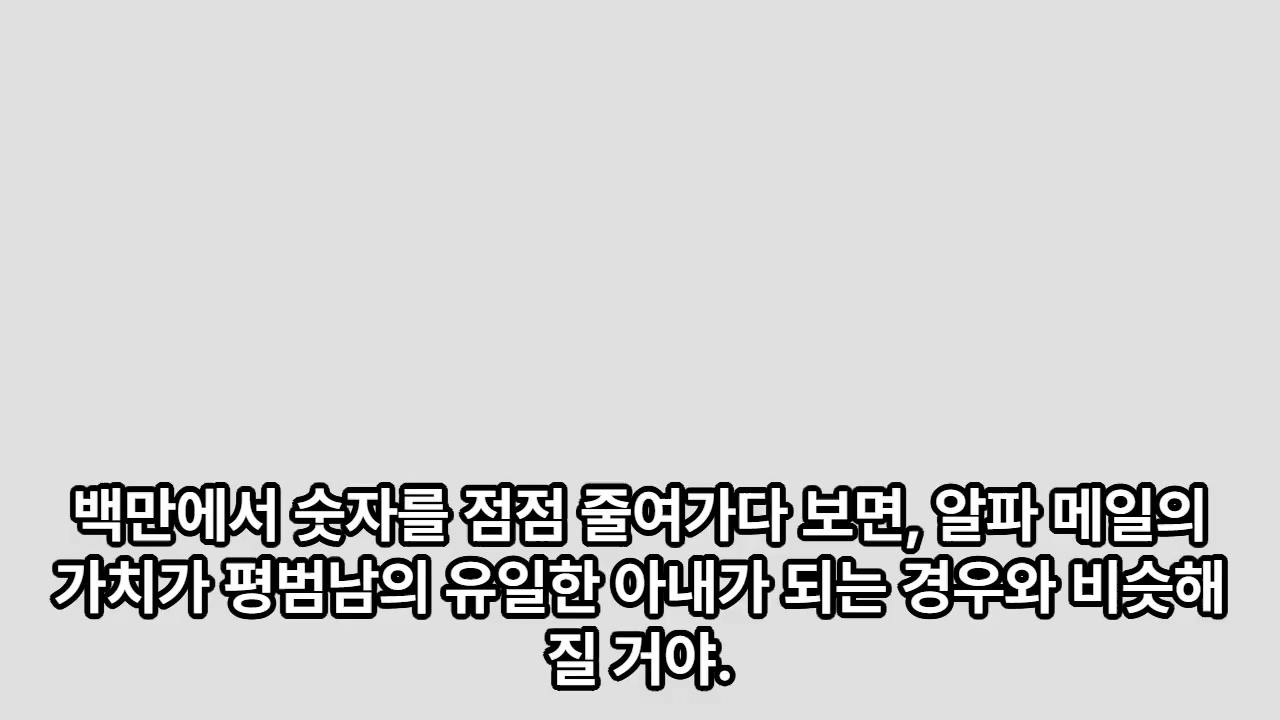 백만에서 숫자를 점점 줄여가다 보면, 알파 메일의
가치가 평범남의 유일한 아내가 되는 경우와 비슷해
질 거야.